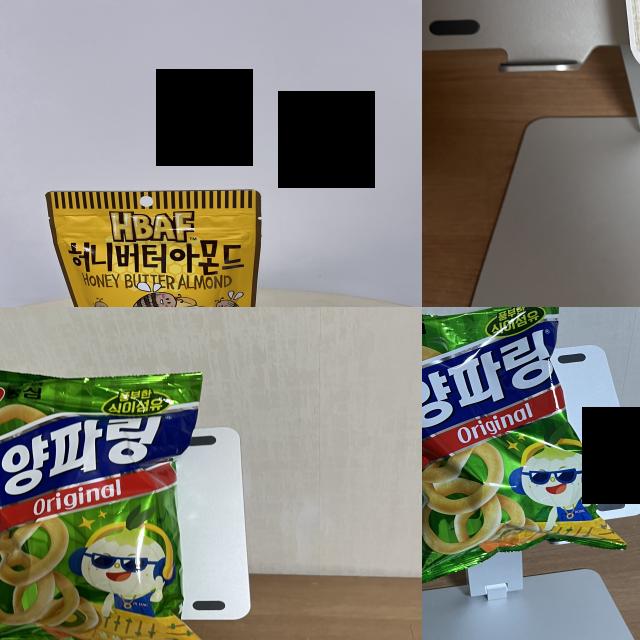 HBAF
허니버터아몬드
HONEY BUTTER ALMOND
풍부한
식이섬유
양파링
Original
풍부한
식이섬유
양파링
Original